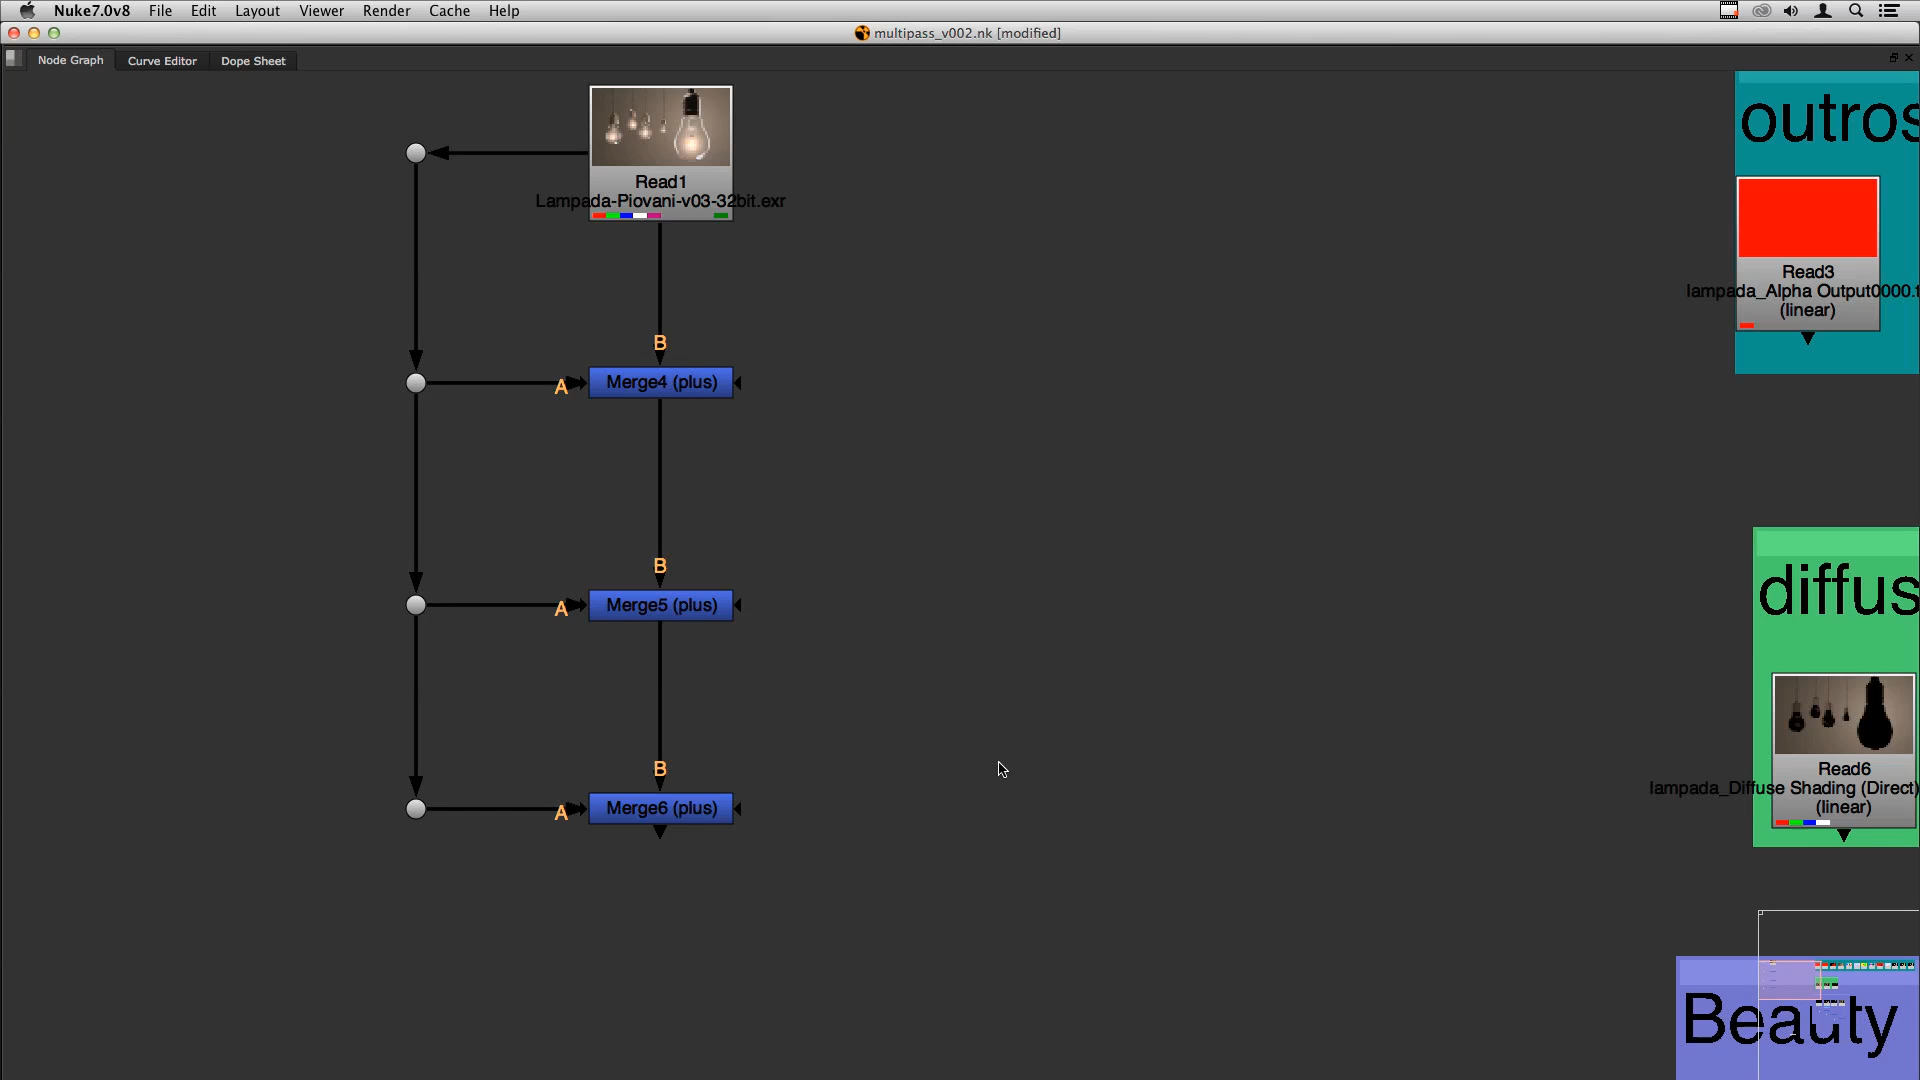 Nuke7.0v8 File Edit Layout Viewer Render Cache Help
multipass_v002.nk [modified]
Node Graph Curve Editor Dope Sheet
outros
Read1
Lampada-Piovani-v03-32bit.exr
Read3
lampada_Alpha Output0000.t
(linear)
B
A Merge4 (plus)
B
A Merge5 (plus)
diffus
Read6
lampada_Diffuse Shading (Direct)
(linear)
B
A Merge6 (plus)
Beauty